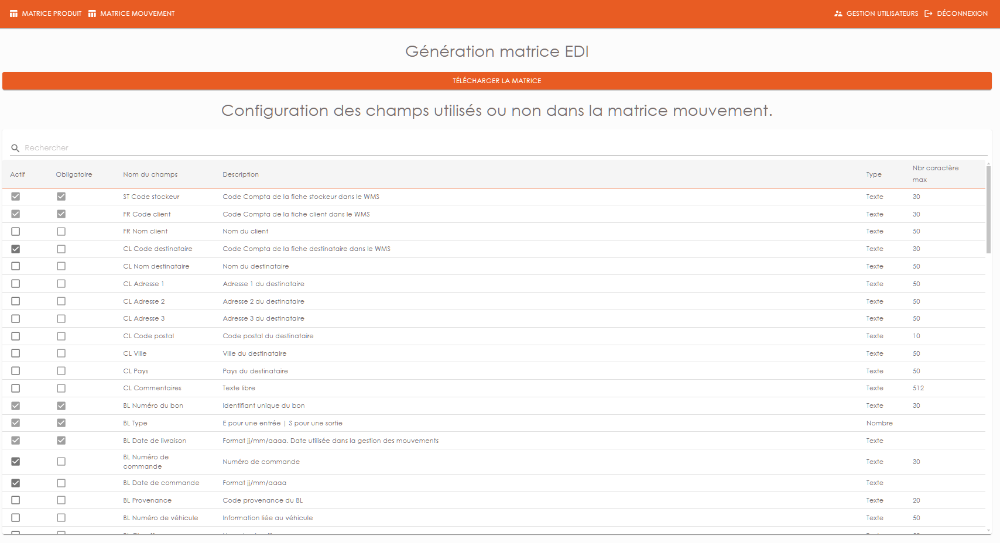 MATRICE PRODUIT MATRICE MOUVEMENT GESTION UTILISATEURS DÉCONNEXION
Génération matrice EDI
TÉLÉCHARGER LA MATRICE
Configuration des champs utilisés ou non dans la matrice mouvement.
Rechercher
Actif Obligatoire Nom du champs Description Type Nbr caractère
max
ST Code stockeur Code Compta de la fiche stockeur dans le WMS Texte 30
FR Code client Code Compta de la fiche client dans le WMS Texte 30
FR Nom client Nom du client Texte 50
CL Code destinataire Code Compta de la fiche destinataire dans le WMS Texte 30
CL Nom destinataire Nom du destinataire Texte 50
CL Adresse 1 Adresse 1 du destinataire Texte 50
CL Adresse 2 Adresse 2 du destinataire Texte 50
CL Adresse 3 Adresse 3 du destinataire Texte 50
CL Code postal Code postal du destinataire Texte 10
CL Ville Ville du destinataire Texte 50
CL Pays Pays du destinataire Texte 50
CL Commentaires Texte libre Texte 512
BL Numéro du bon Identifiant unique du bon Texte 30
BL Type E pour une entrée | S pour une sortie Nombre
BL Date de livraison Format jj/mm/aaaa. Date utilisée dans la gestion des mouvements Texte
BL Numéro de
commande Numéro de commande Texte 30
BL Date de commande Format jj/mm/aaaa Texte
BL Provenance Code provenance du BL Texte 20
BL Numéro de véhicule Information liée au véhicule Texte 50